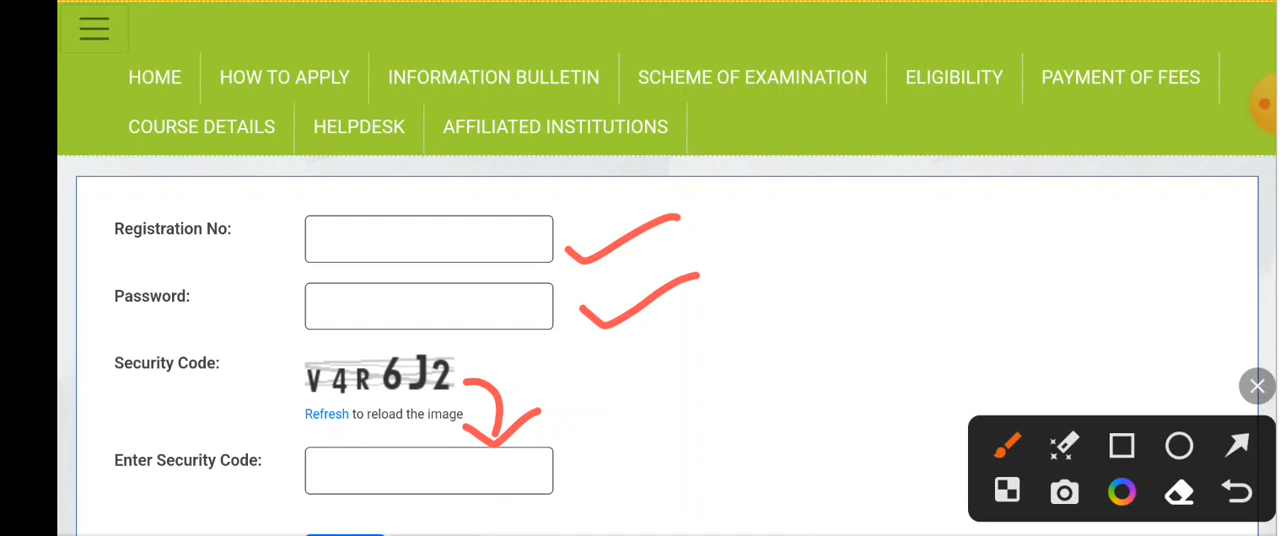 HOME HOW TO APPLY INFORMATION BULLETIN SCHEME OF EXAMINATION ELIGIBILITY PAYMENT OF FEES
COURSE DETAILS HELPDESK AFFILIATED INSTITUTIONS
Registration No:
Password:
Security Code: V4R6J2
Refresh to reload the image
Enter Security Code: